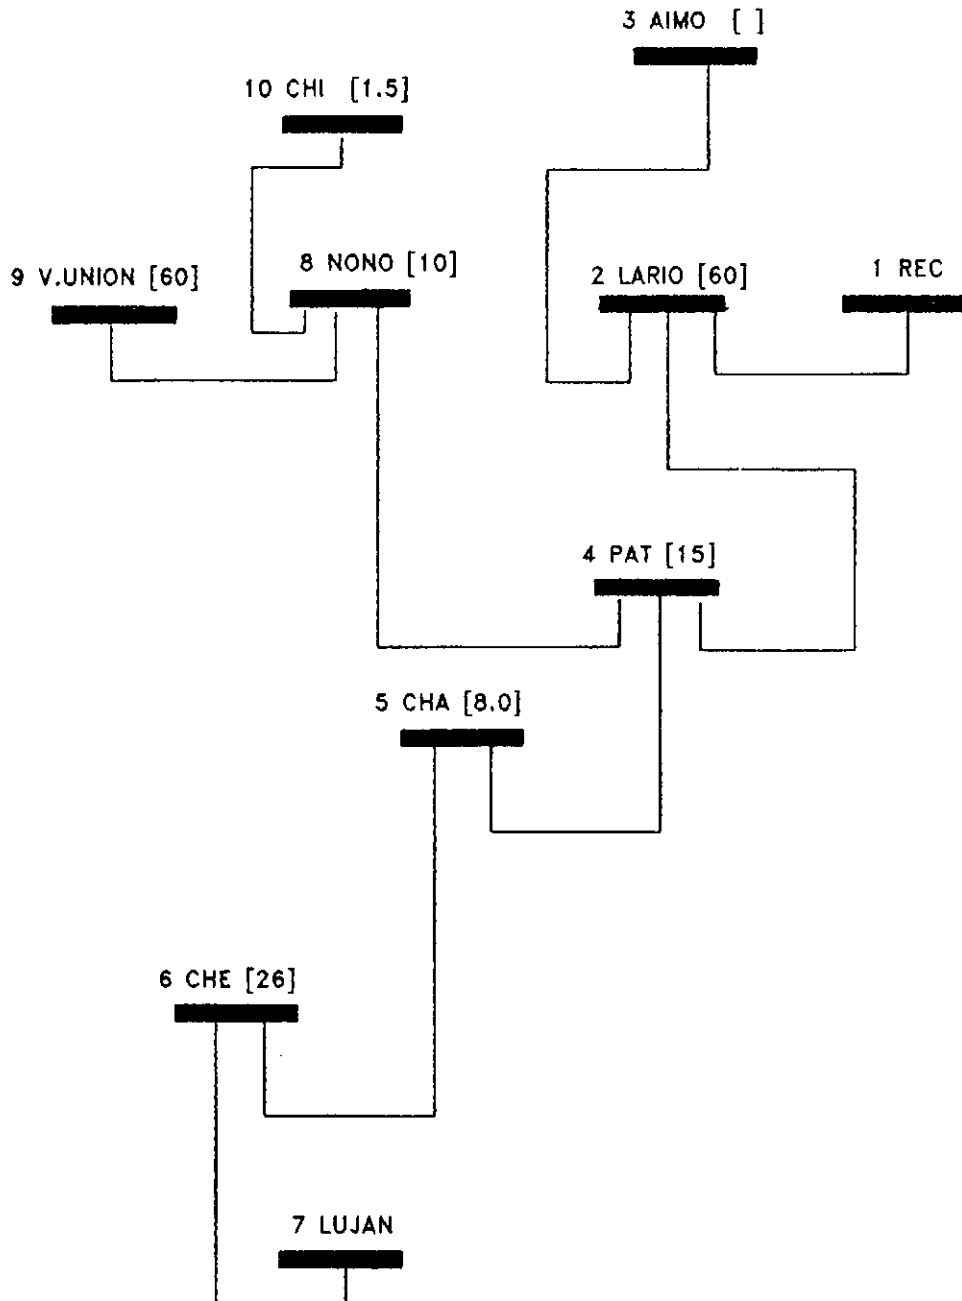 3 AIMO [ ]
10 CHI [1.5]
9 V.UNION [60]
8 NONO [10]
2 LARIO [60]
1 REC
4 PAT [15]
5 CHA [8.0]
6 CHE [26]
7 LUJAN